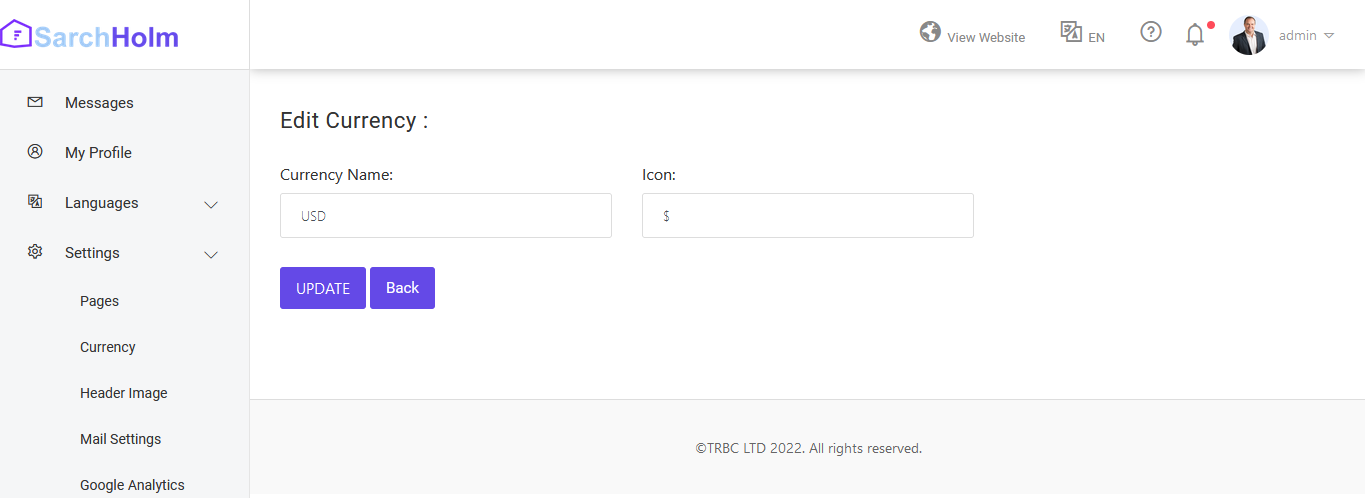 SarchHolm
View Website
EN
admin
Messages
My Profile
Languages
Settings
Pages
Currency
Header Image
Mail Settings
Google Analytics
Edit Currency :
Currency Name: Icon:
USD $
UPDATE Back
©TRBC LTD 2022. All rights reserved.